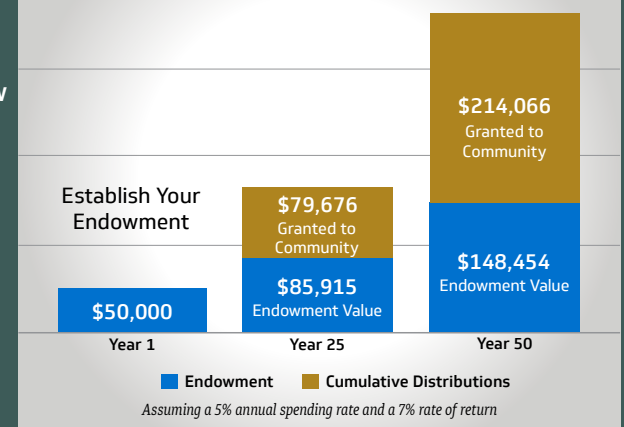 $214,066
Granted to
Community
Establish Your
Endowment
$79,676
Granted to
Community
$148,454
Endowment Value
$85,915
Endowment Value
$50,000
Year 1
Year 25
Year 50
Endowment
Cumulative Distributions
Assuming a 5% annual spending rate and a 7% rate of return